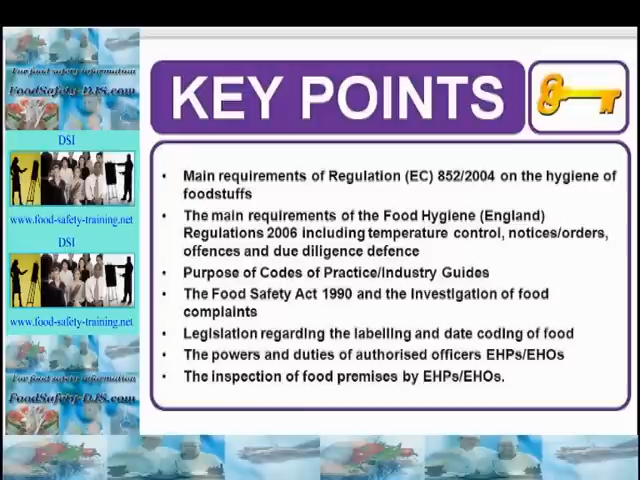 For food safety information
FoodSafety-DJS.com
DSI
www.food-safety-training.net
DSI
www.food-safety-training.net
For food safety information
FoodSafety-DJS.com
KEY POINTS
• Main requirements of Regulation (EC) 852/2004 on the hygiene of
foodstuffs
• The main requirements of the Food Hygiene (England)
Regulations 2006 including temperature control, notices/orders,
offences and due diligence defence
• Purpose of Codes of Practice/Industry Guides
• The Food Safety Act 1990 and the investigation of food
complaints
• Legislation regarding the labelling and date coding of food
• The powers and duties of authorised officers EHPs/EHOs
• The inspection of food premises by EHPs/EHOs.